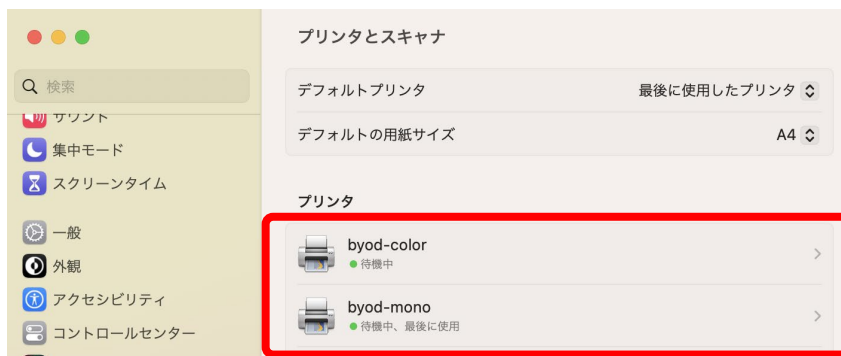 プリンタとスキャナ
検索
サウンド
集中モード
スクリーンタイム
一般
外観
アクセシビリティ
コントロールセンター
デフォルトプリンタ 最後に使用したプリンタ
デフォルトの用紙サイズ A4
プリンタ
byod-color
待機中
byod-mono
待機中、最後に使用